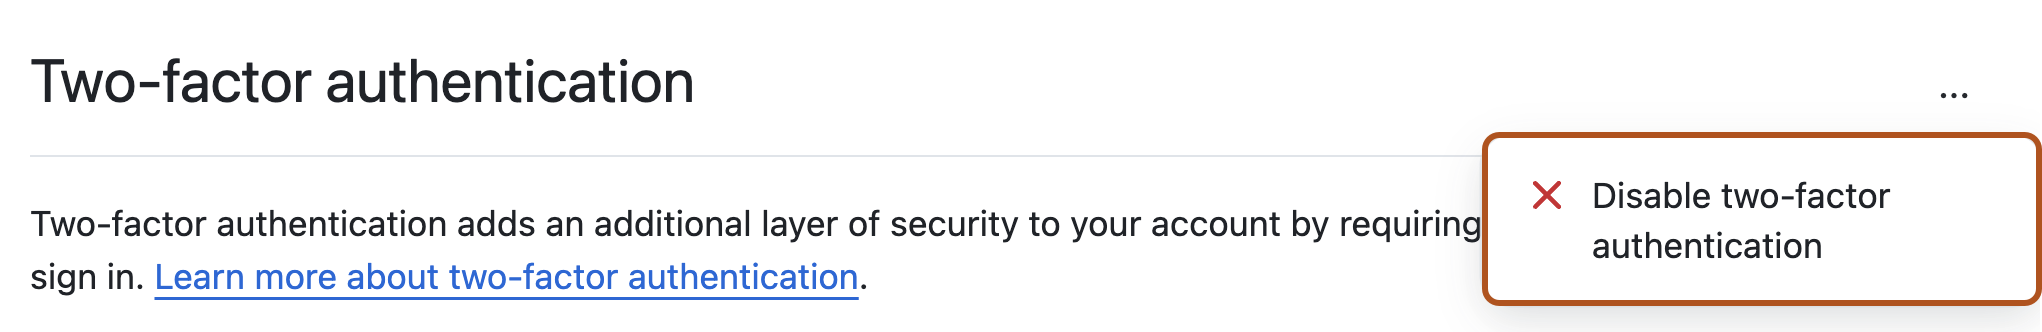 Two-factor authentication
...
Disable two-factor
authentication
Two-factor authentication adds an additional layer of security to your account by requiring
sign in. Learn more about two-factor authentication.